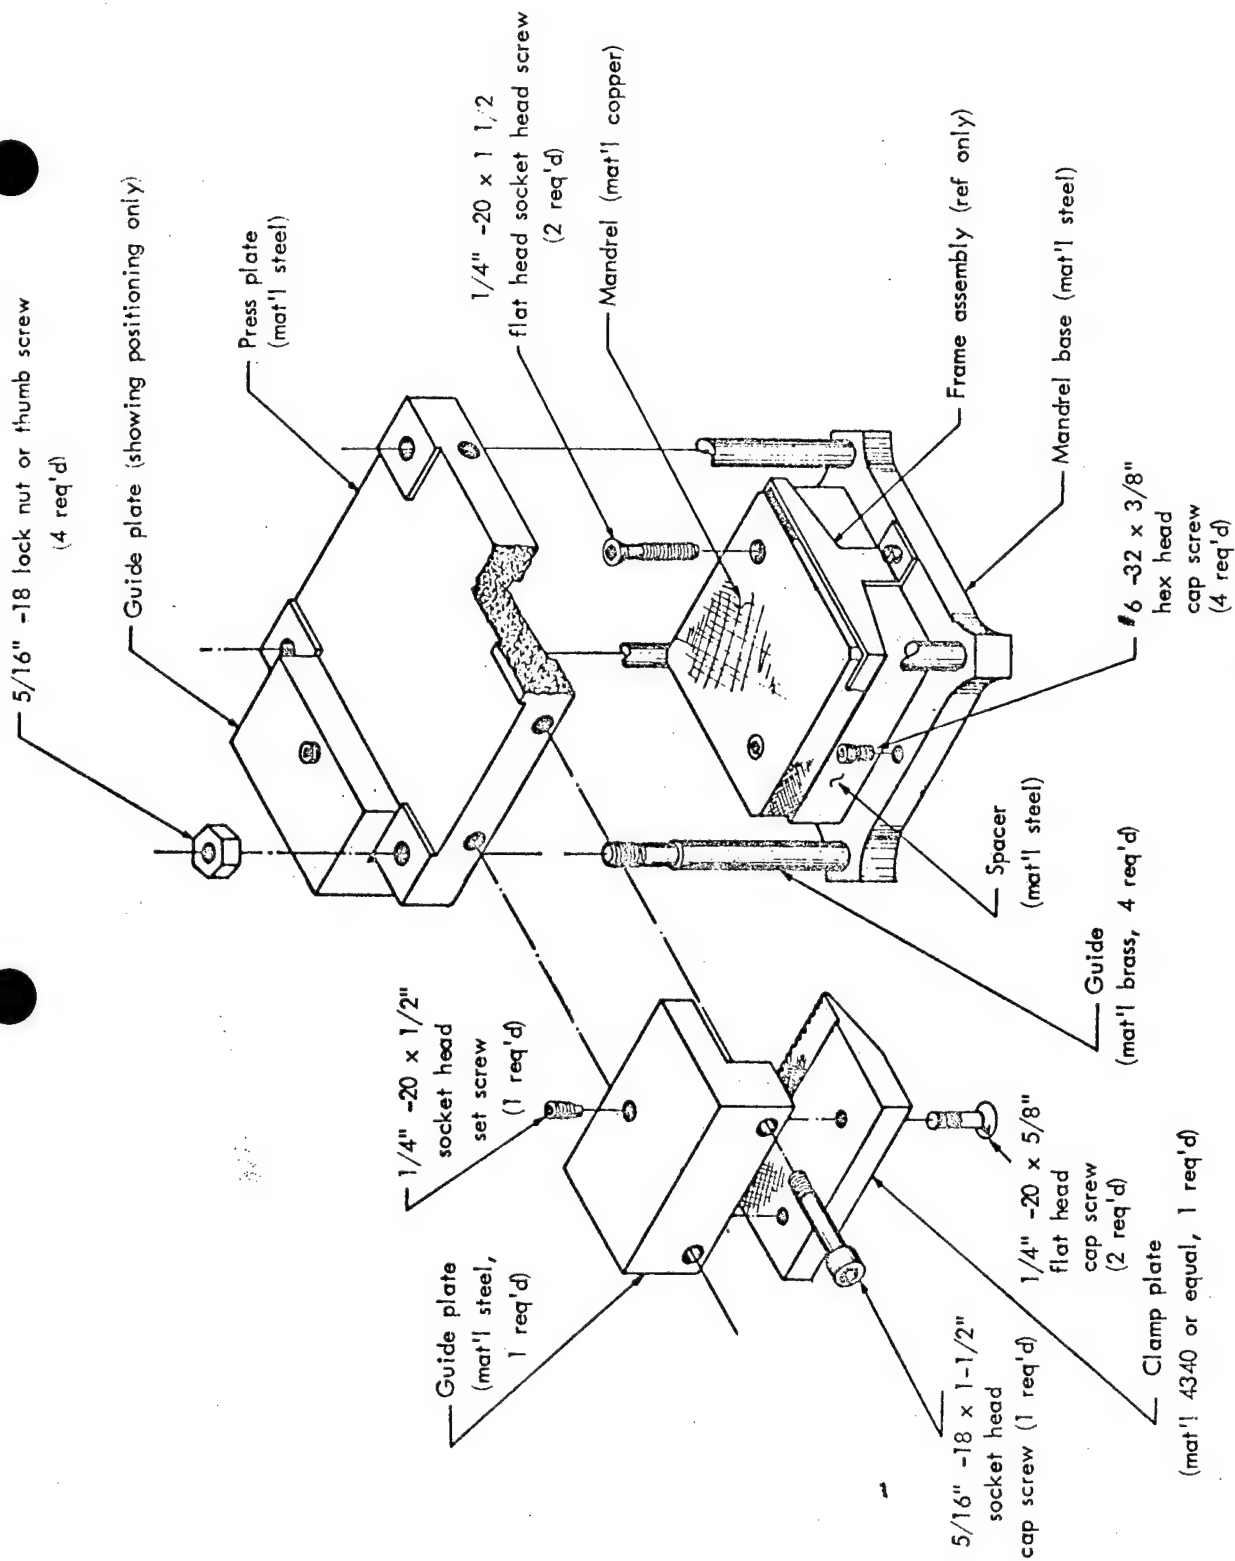 5/16" -18 lock nut or thumb screw
(4 req'd)
Guide plate (showing positioning only)
Press plate
(mat'l steel)
1/4" -20 x 1 1/2
flat head socket head screw
(2 req'd)
Mandrel (mat'l copper)
Frame assembly (ref only)
Mandrel base (mat'l steel)
#6 -32 x 3/8"
hex head
cap screw
(4 req'd)
Spacer
(mat'l steel)
Guide
(mat'l brass, 4 req'd)
1/4" -20 x 1/2"
socket head
set screw
(1 req'd)
Guide plate
(mat'l steel,
1 req'd)
1/4" -20 x 5/8"
flat head
cap screw
(2 req'd)
Clamp plate
(mat'l 4340 or equal, 1 req'd)
5/16" -18 x 1-1/2"
socket head
cap screw (1 req'd)